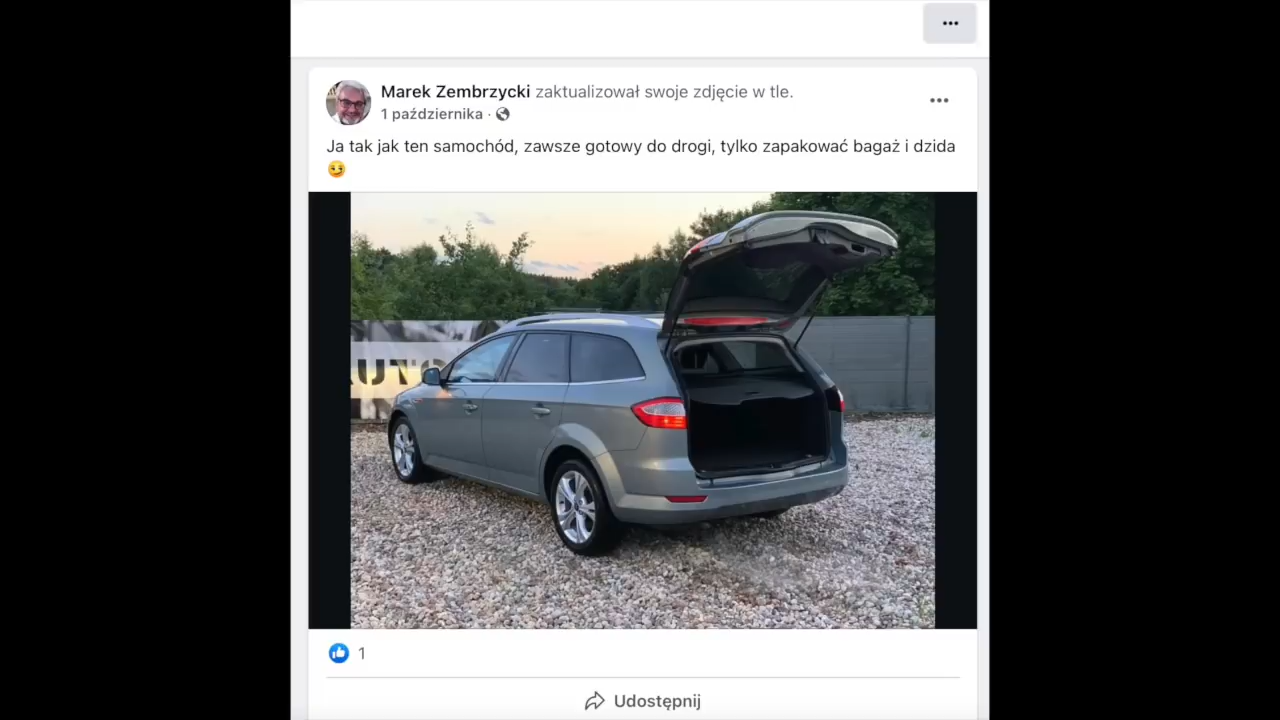 Marek Zembrzycki zaktualizował swoje zdjęcie w tle.
1 października ·
Ja tak jak ten samochód, zawsze gotowy do drogi, tylko zapakować bagaż i dzida
AUTO
1
Udostępnij